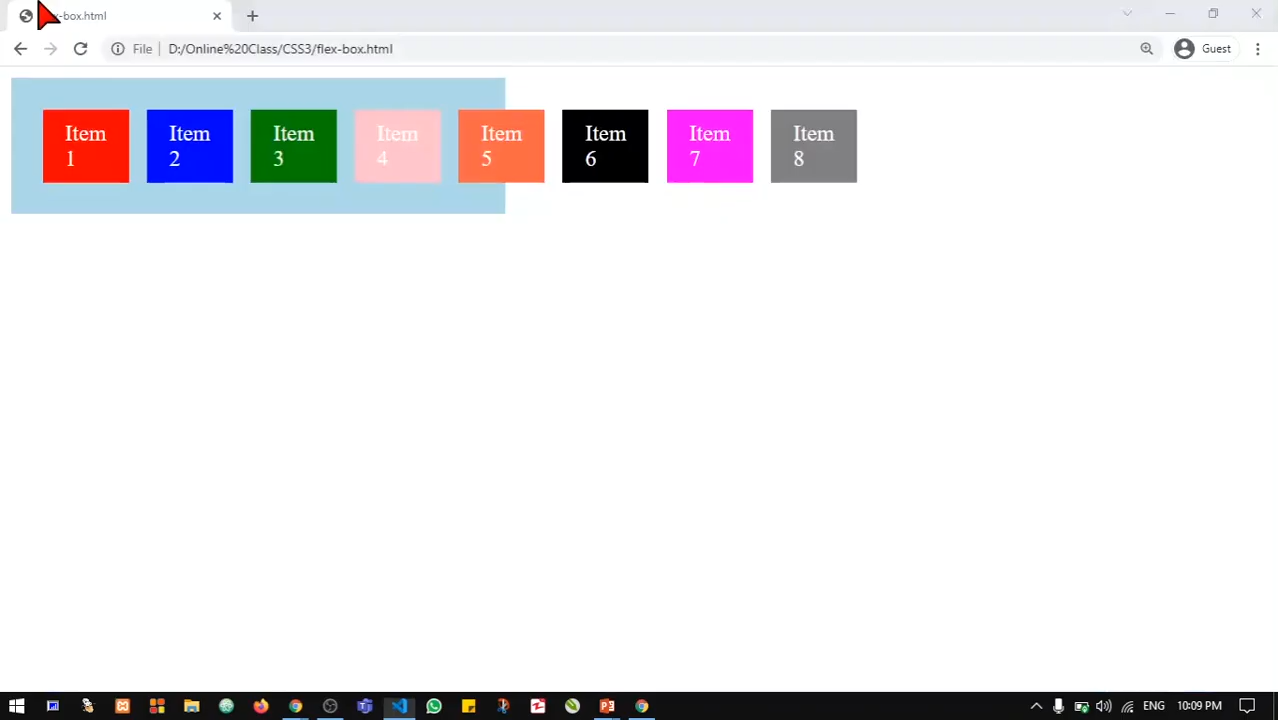 -box.html
File
D:/Online%20Class/CSS3/flex-box.html
Guest
Item 1
Item 2
Item 3
Item 4
Item 5
Item 6
Item 7
Item 8
ENG
10:09 PM